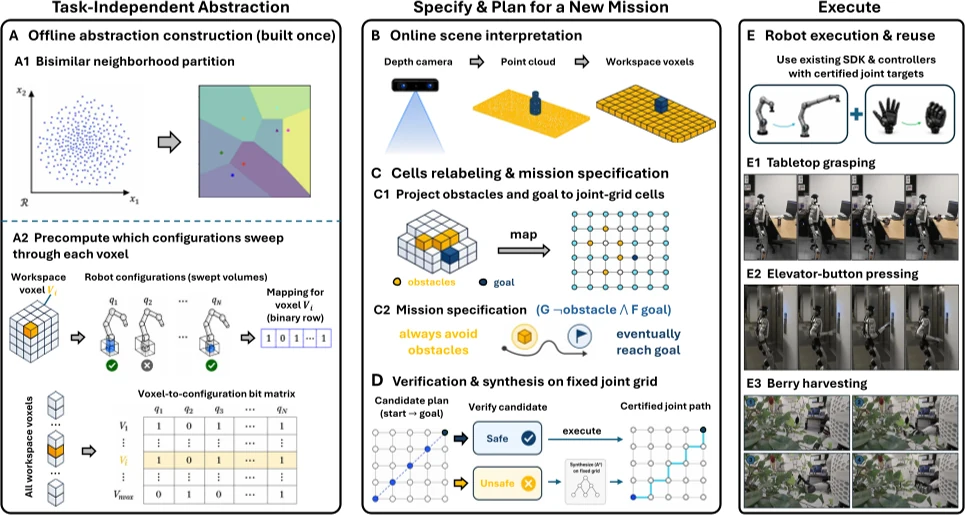 Task-Independent Abstraction
A Offline abstraction construction (built once)
A1 Bisimilar neighborhood partition
x2
R
x1
A2 Precompute which configurations sweep
through each voxel
Workspace
voxel Vi
Robot configurations (swept volumes)
q1 q2 ... qN
Mapping for
voxel Vi
(binary row)
1 0 1 ... 1
All workspace voxels
Voxel-to-configuration bit matrix
q1 q2 q3 ... qN
V1 1 0 1 ... 1
⋮ ⋮ ⋮ ⋮ ⋮
Vi 1 0 1 ... 1
⋮ ⋮ ⋮ ⋮ ⋮
Vmax 0 1 0 ... 1
Specify & Plan for a New Mission
B Online scene interpretation
Depth camera
Point cloud
Workspace voxels
C Cells relabeling & mission specification
C1 Project obstacles and goal to joint-grid cells
map
obstacles
goal
C2 Mission specification (G ¬obstacle ∧ F goal)
always avoid
obstacles
eventually
reach goal
D Verification & synthesis on fixed joint grid
Candidate plan
(start → goal)
Verify candidate
Certified joint path
Safe
execute
Unsafe
Synthesize (A*)
on fixed grid
Execute
E Robot execution & reuse
Use existing SDK & controllers
with certified joint targets
E1 Tabletop grasping
E2 Elevator-button pressing
E3 Berry harvesting